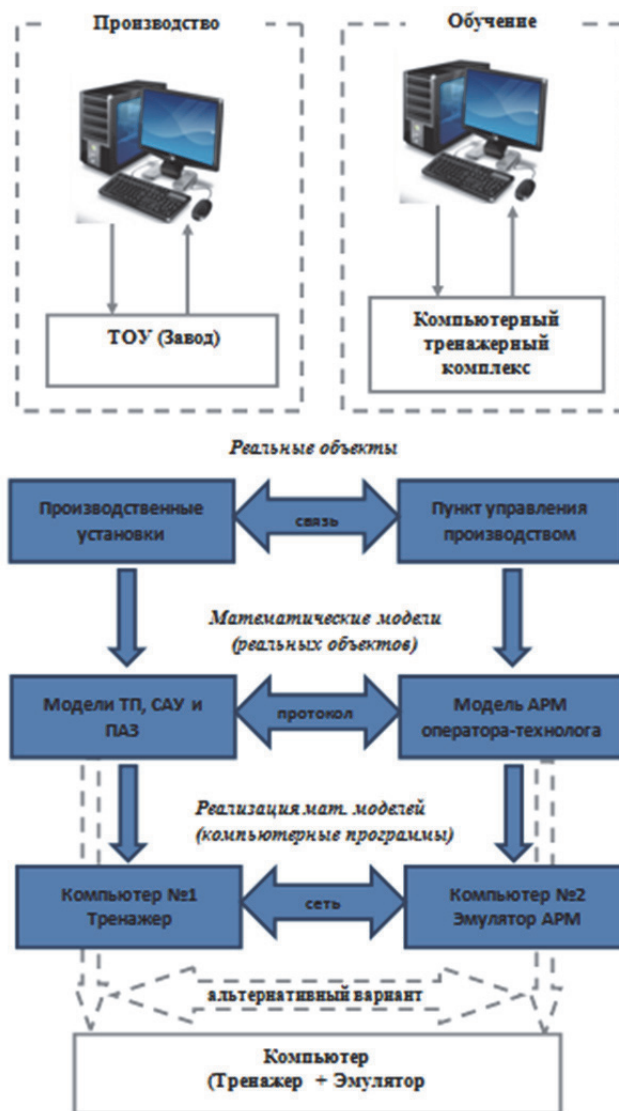 Производство
Обучение
ТОУ (Завод)
Компьютерный
тренажерный
комплекс
Реальные объекты
Производственные
установки
связь
Пункт управления
производством
Математические модели
(реальных объектов)
Модели ТП, САУ и
ПАЗ
протокол
Модель АРМ
оператора-технолога
Реализация мат. моделей
(компьютерные программы)
Компьютер №1
Тренажер
сеть
Компьютер №2
Эмулятор АРМ
альтернативный вариант
Компьютер
(Тренажер + Эмулятор